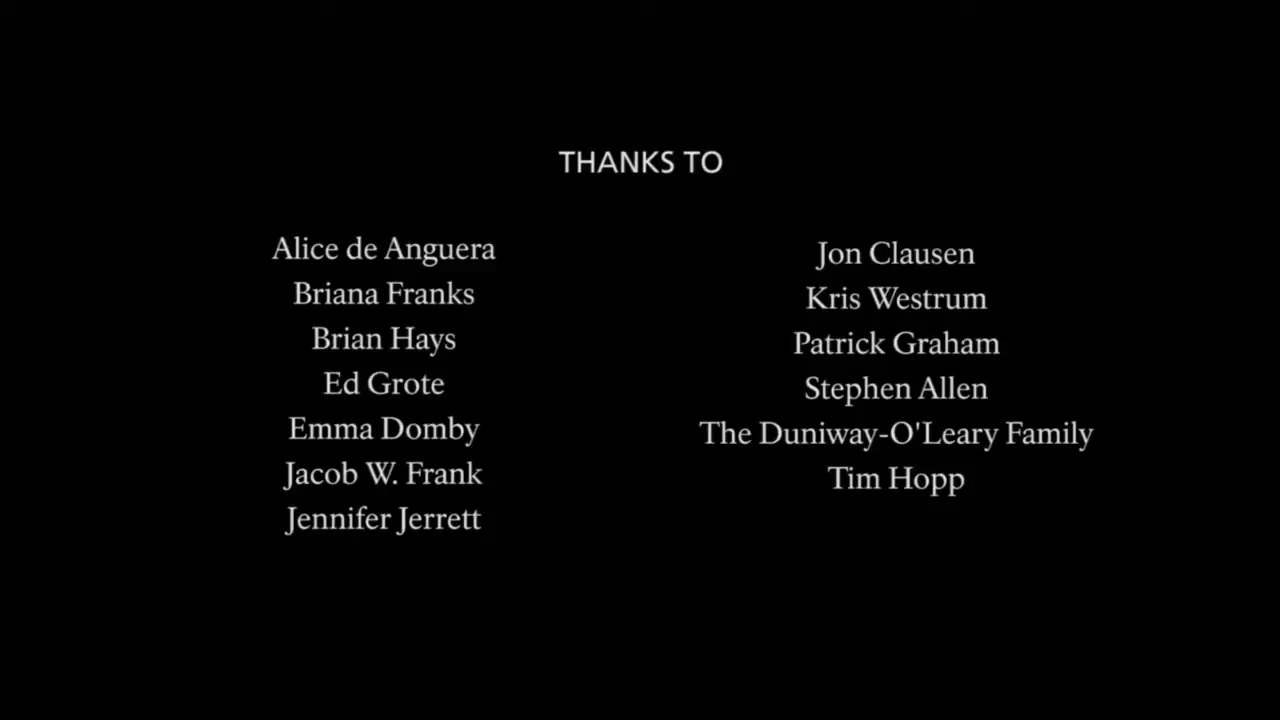 THANKS TO
Alice de Anguera
Briana Franks
Brian Hays
Ed Grote
Emma Domby
Jacob W. Frank
Jennifer Jerrett
Jon Clausen
Kris Westrum
Patrick Graham
Stephen Allen
The Duniway-O'Leary Family
Tim Hopp